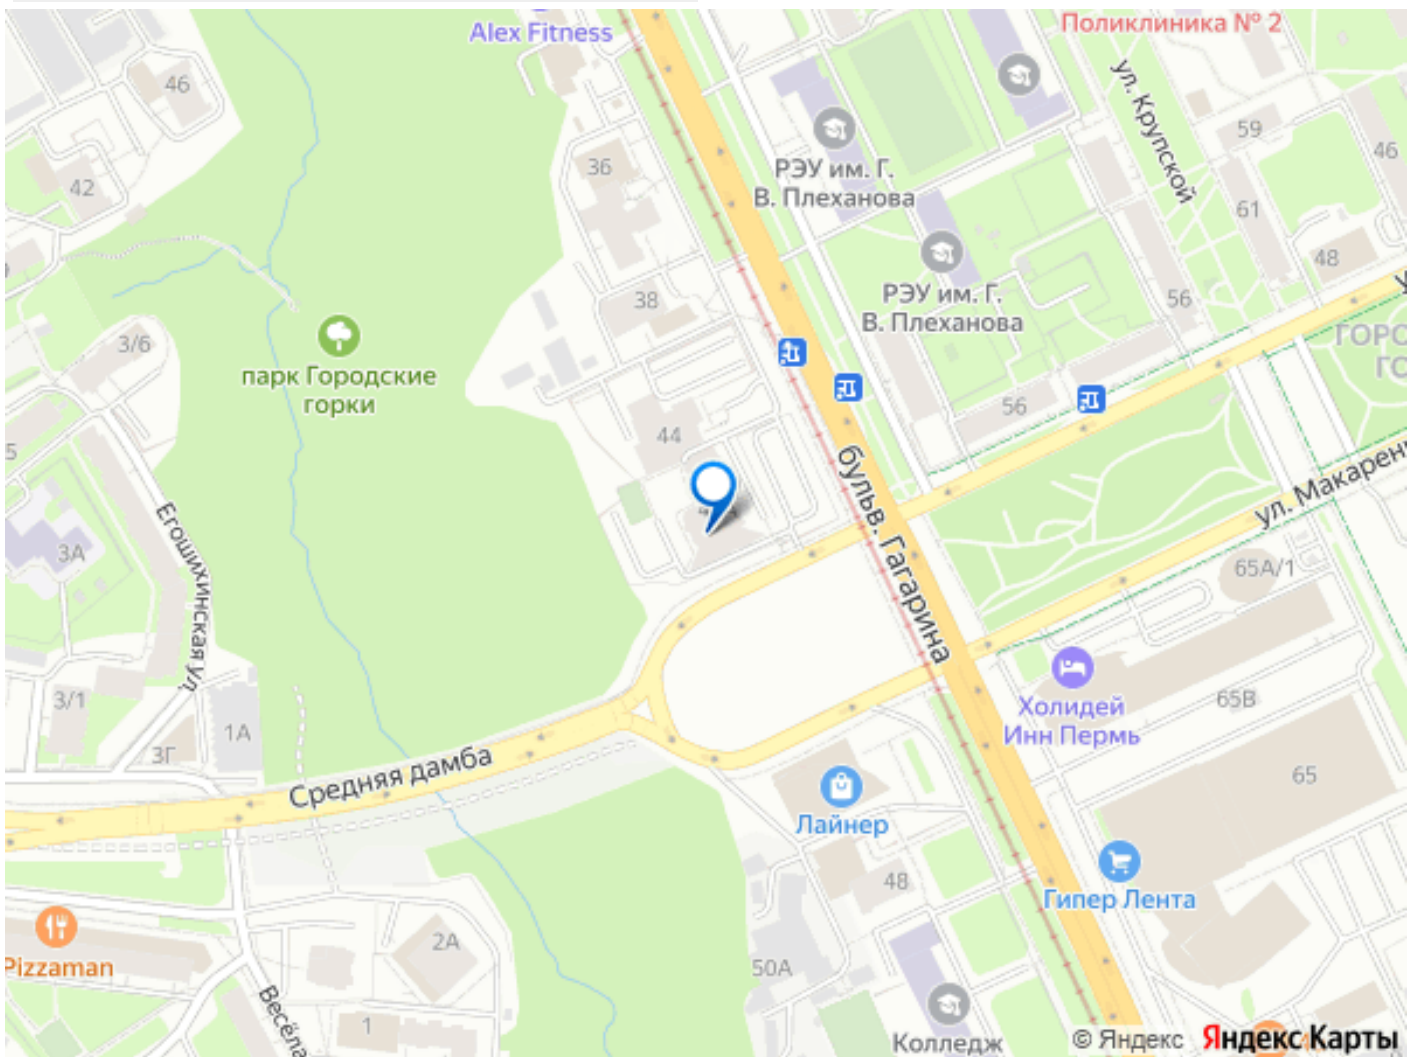 Alex Fitness
Поликлиника № 2
46
ул. Крупской
59
46
36
РЭУ им. Г.
В. Плеханова
42
61
48
38
РЭУ им. Г.
В. Плеханова
56
3/6
парк Городские
горки
56
44
5
бульв. Гагарина
ул. Макаренко
Егошихинская ул.
3А
65А/1
3/1
1А
3Г
Холидей
Инн Пермь
65В
65
Средняя дамба
Лайнер
48
Гипер Лента
2А
Pizzaman
50А
1
Колледж
© Яндекс Яндекс Карты